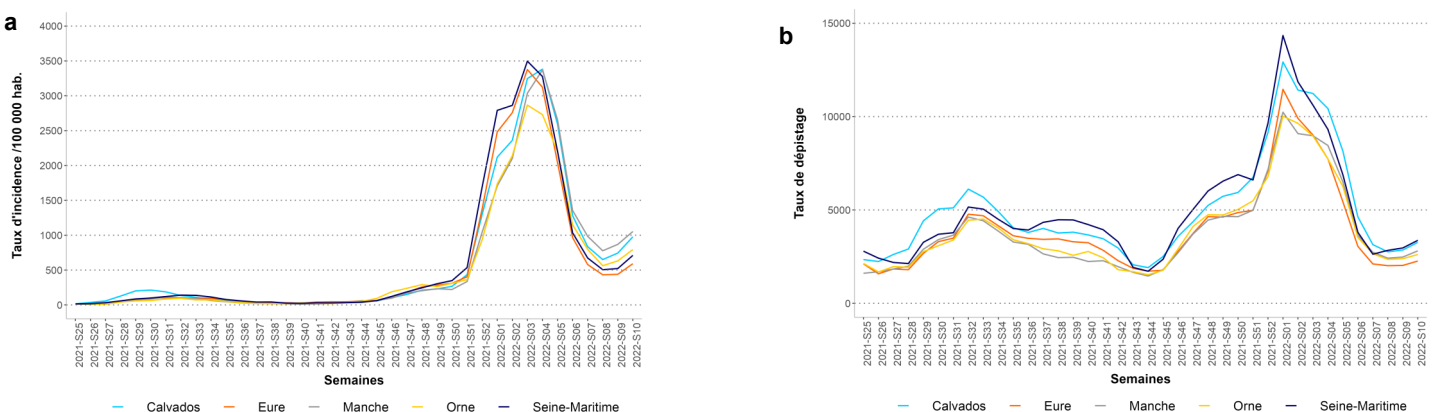 a
Taux d'incidence /100 000 hab.
4000
3500
3000
2500
2000
1500
1000
500
0
2021-S25
2021-S26
2021-S27
2021-S28
2021-S29
2021-S30
2021-S31
2021-S32
2021-S33
2021-S34
2021-S35
2021-S36
2021-S37
2021-S38
2021-S39
2021-S40
2021-S41
2021-S42
2021-S43
2021-S44
2021-S45
2021-S46
2021-S47
2021-S48
2021-S49
2021-S50
2021-S51
2021-S52
2022-S01
2022-S02
2022-S03
2022-S04
2022-S05
2022-S06
2022-S07
2022-S08
2022-S09
2022-S10
Semaines
Calvados Eure Manche Orne Seine-Maritime
b
Taux de dépistage
15000
10000
5000
0
2021-S25
2021-S26
2021-S27
2021-S28
2021-S29
2021-S30
2021-S31
2021-S32
2021-S33
2021-S34
2021-S35
2021-S36
2021-S37
2021-S38
2021-S39
2021-S40
2021-S41
2021-S42
2021-S43
2021-S44
2021-S45
2021-S46
2021-S47
2021-S48
2021-S49
2021-S50
2021-S51
2021-S52
2022-S01
2022-S02
2022-S03
2022-S04
2022-S05
2022-S06
2022-S07
2022-S08
2022-S09
2022-S10
Semaines
Calvados Eure Manche Orne Seine-Maritime